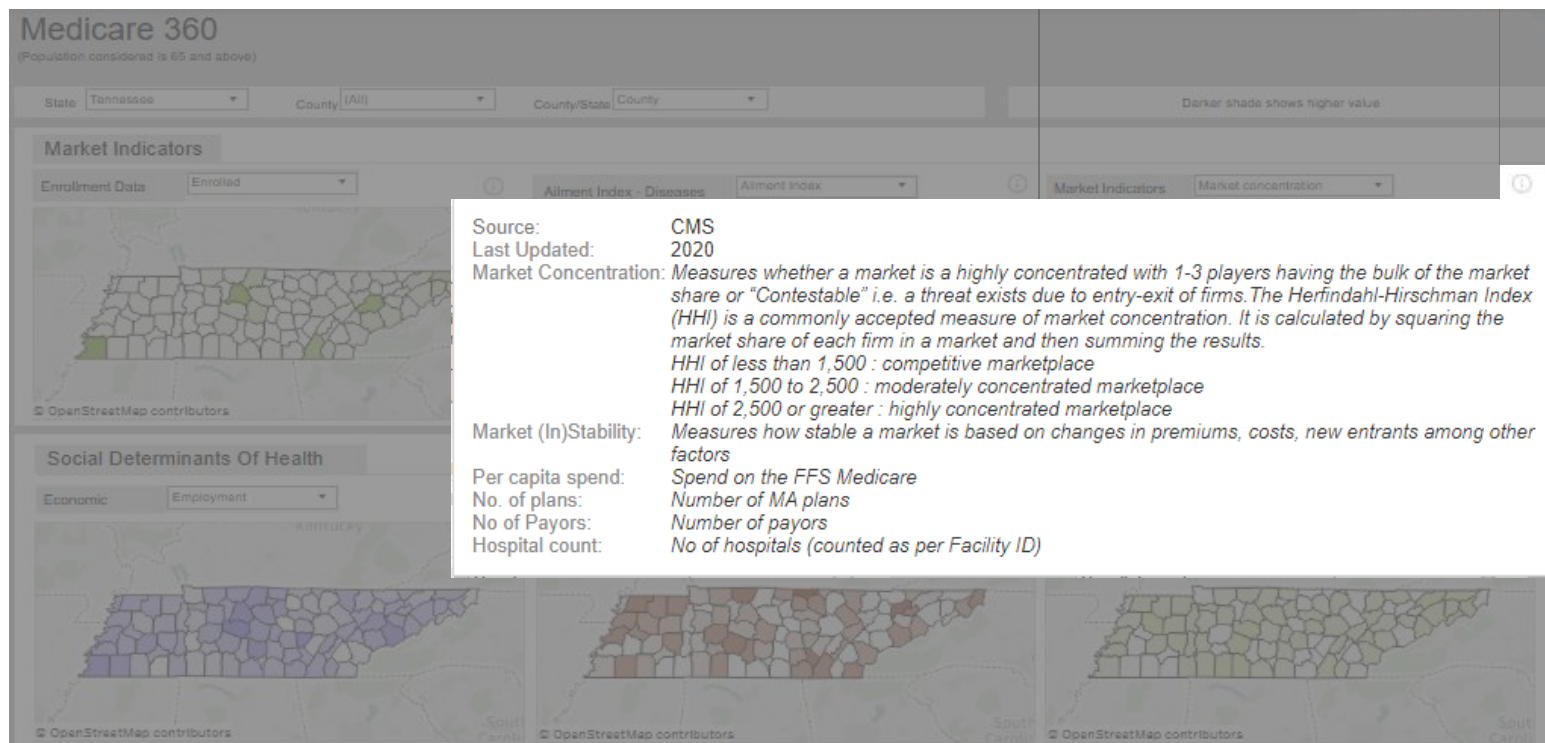 Medicare 360
(Population considered is 65 and above)
State Tennessee County (All) County/State County Darker shade shows higher value
Market Indicators
Enrollment Data Enrolled Ailment Index - Diseases Ailment Index Market Indicators Market concentration
Source: CMS
Last Updated: 2020
Market Concentration: Measures whether a market is a highly concentrated with 1-3 players having the bulk of the market
share or “Contestable” i.e. a threat exists due to entry-exit of firms.The Herfindahl-Hirschman Index
(HHI) is a commonly accepted measure of market concentration. It is calculated by squaring the
market share of each firm in a market and then summing the results.
HHI of less than 1,500 : competitive marketplace
HHI of 1,500 to 2,500 : moderately concentrated marketplace
HHI of 2,500 or greater : highly concentrated marketplace
Market (In)Stability: Measures how stable a market is based on changes in premiums, costs, new entrants among other
factors
Per capita spend: Spend on the FFS Medicare
No. of plans: Number of MA plans
No of Payors: Number of payors
Hospital count: No of hospitals (counted as per Facility ID)
© OpenStreetMap contributors
Social Determinants Of Health
Economic Employment
Kentucky
South
Carolin
South
Carolin
South
Carolin
© OpenStreetMap contributors
© OpenStreetMap contributors
© OpenStreetMap contributors